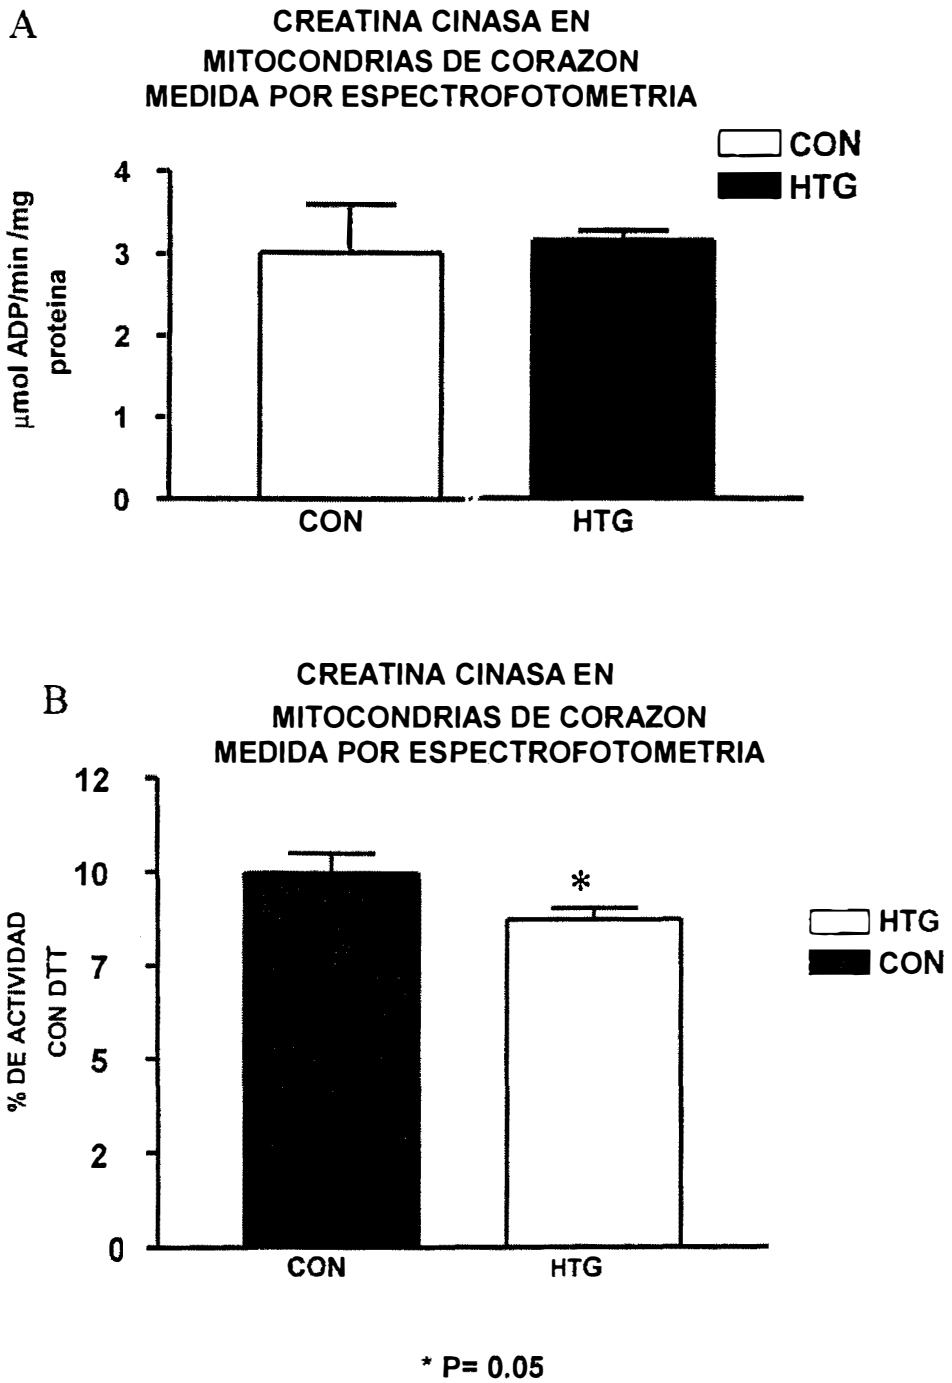 A
CREATINA CINASA EN
MITOCONDRIAS DE CORAZON
MEDIDA POR ESPECTROFOTOMETRIA
CON
HTG
µmol ADP/min /mg
proteina
4
3
2
1
0
CON
HTG
B
CREATINA CINASA EN
MITOCONDRIAS DE CORAZON
MEDIDA POR ESPECTROFOTOMETRIA
% DE ACTIVIDAD
CON DTT
12
10
7
5
2
0
*
HTG
CON
CON
HTG
* P= 0.05